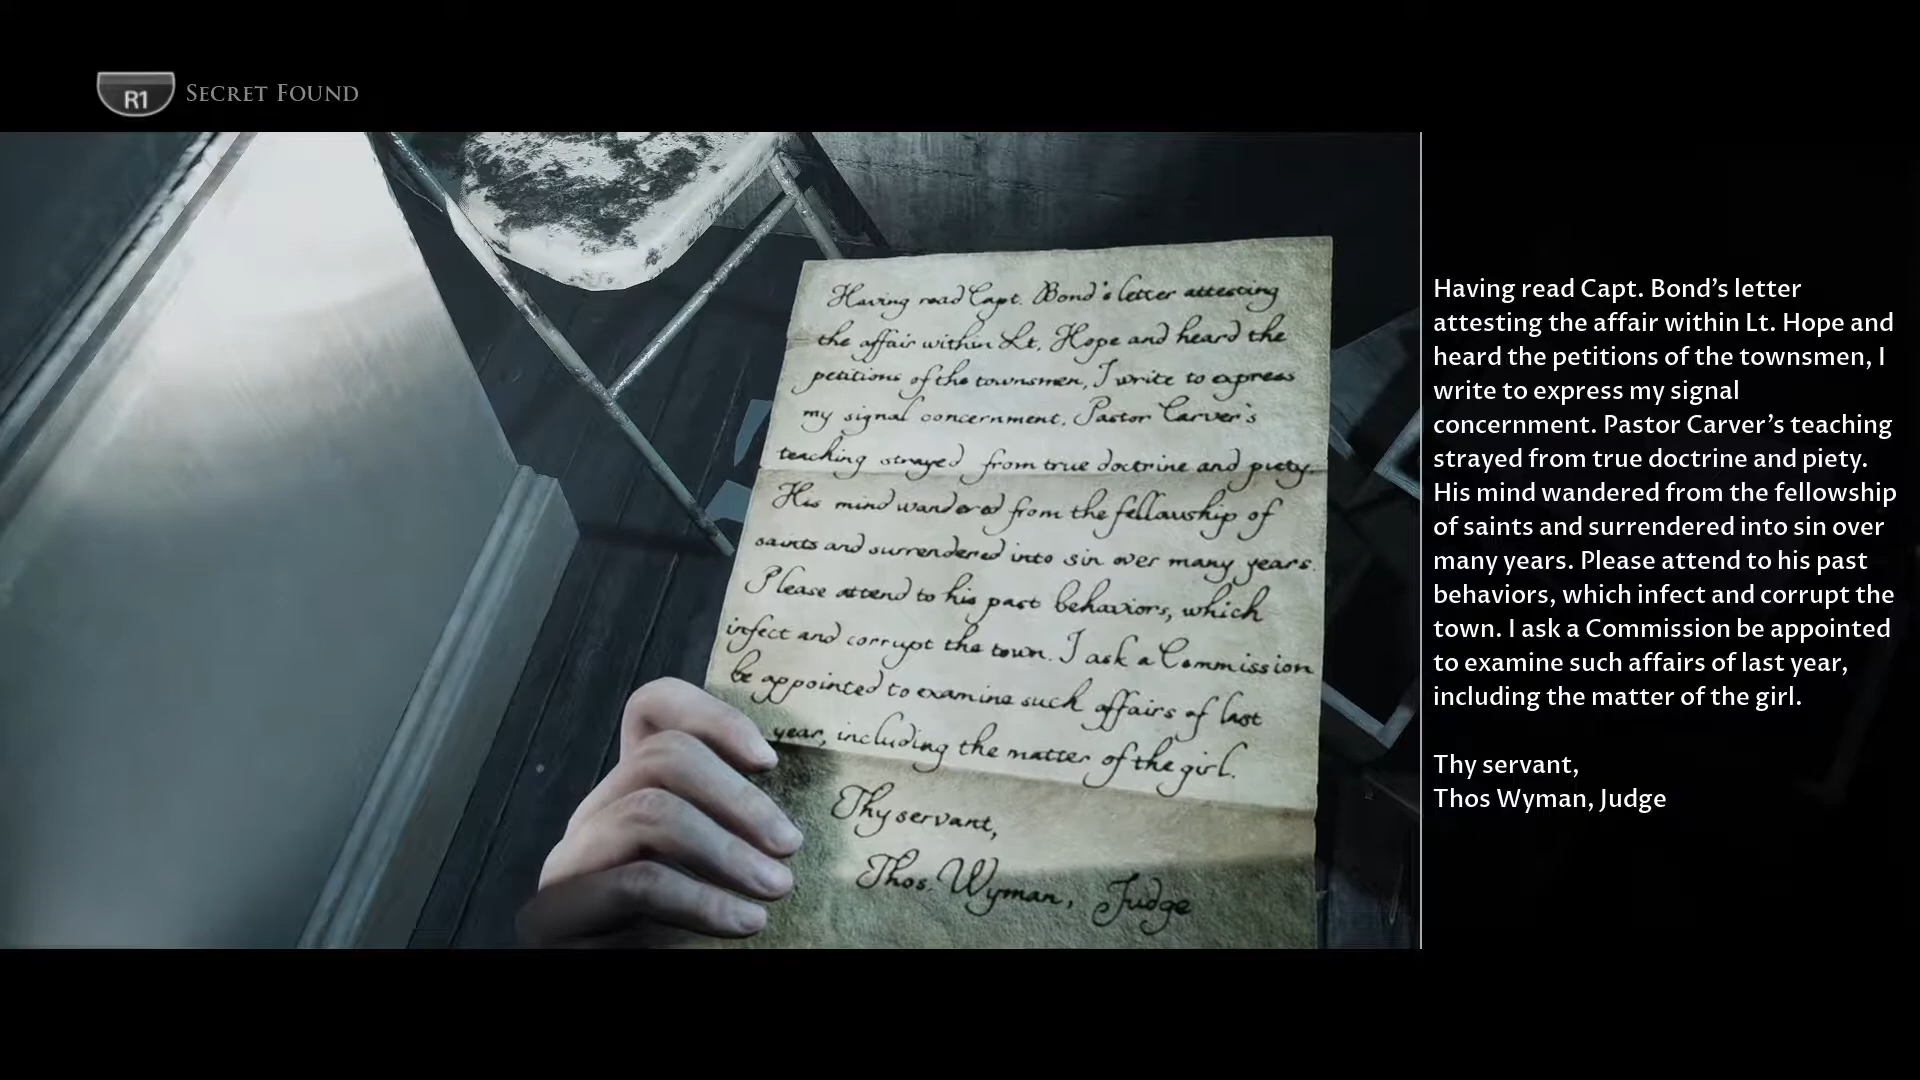 R1 SECRET FOUND
Having read Capt. Bond's letter attesting
the affair within Lt. Hope and heard the
petitions of the townsmen, I write to express
my signal concernment. Pastor Carver's
teaching strayed from true doctrine and piety.
His mind wandered from the fellowship of
saints and surrendered into sin over many years.
Please attend to his past behaviors, which
infect and corrupt the town. I ask a Commission
be appointed to examine such affairs of last
year, including the matter of the girl.
Thy servant,
Thos. Wyman, Judge
Having read Capt. Bond's letter
attesting the affair within Lt. Hope and
heard the petitions of the townsmen, I
write to express my signal
concernment. Pastor Carver's teaching
strayed from true doctrine and piety.
His mind wandered from the fellowship
of saints and surrendered into sin over
many years. Please attend to his past
behaviors, which infect and corrupt the
town. I ask a Commission be appointed
to examine such affairs of last year,
including the matter of the girl.
Thy servant,
Thos Wyman, Judge